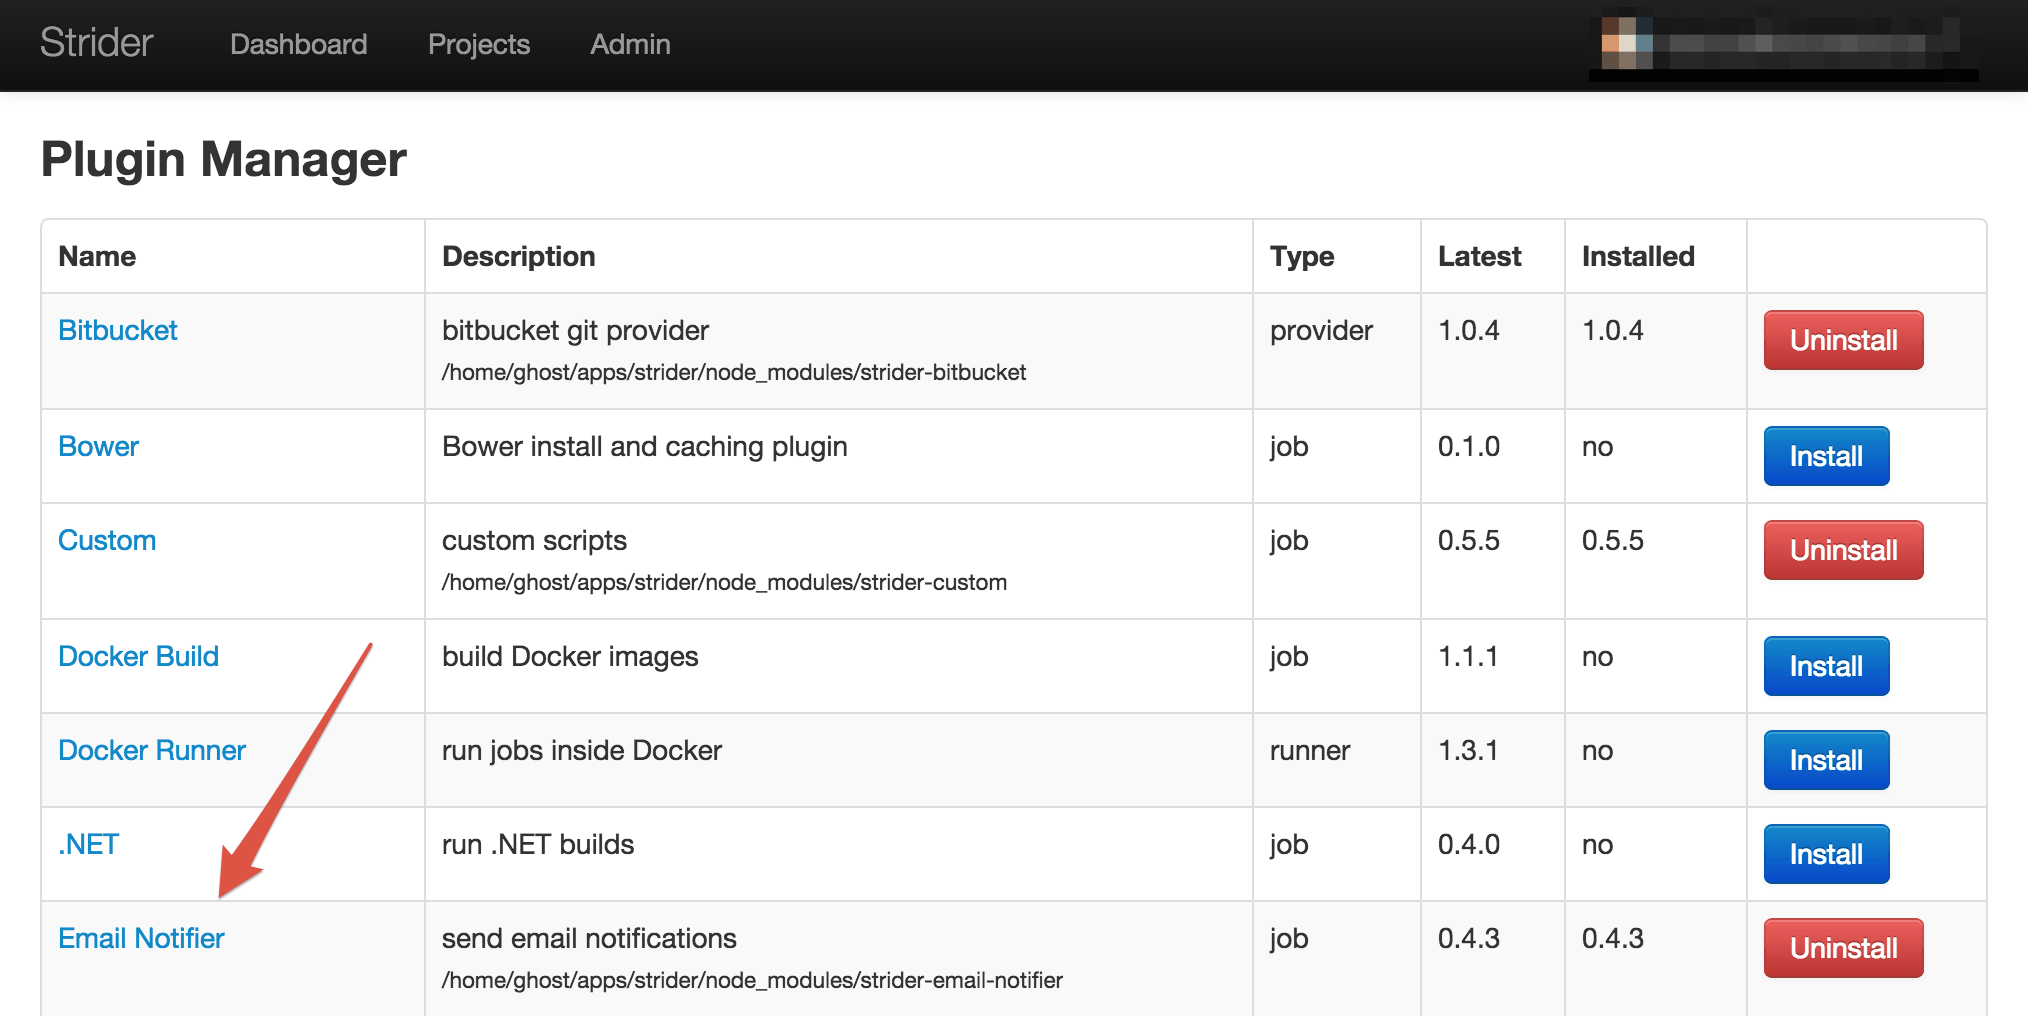 Strider Dashboard Projects Admin
Plugin Manager
Name Description Type Latest Installed
Bitbucket bitbucket git provider provider 1.0.4 1.0.4 Uninstall
/home/ghost/apps/strider/node_modules/strider-bitbucket
Bower Bower install and caching plugin job 0.1.0 no Install
Custom custom scripts job 0.5.5 0.5.5 Uninstall
/home/ghost/apps/strider/node_modules/strider-custom
Docker Build build Docker images job 1.1.1 no Install
Docker Runner run jobs inside Docker runner 1.3.1 no Install
.NET run .NET builds job 0.4.0 no Install
Email Notifier send email notifications job 0.4.3 0.4.3 Uninstall
/home/ghost/apps/strider/node_modules/strider-email-notifier